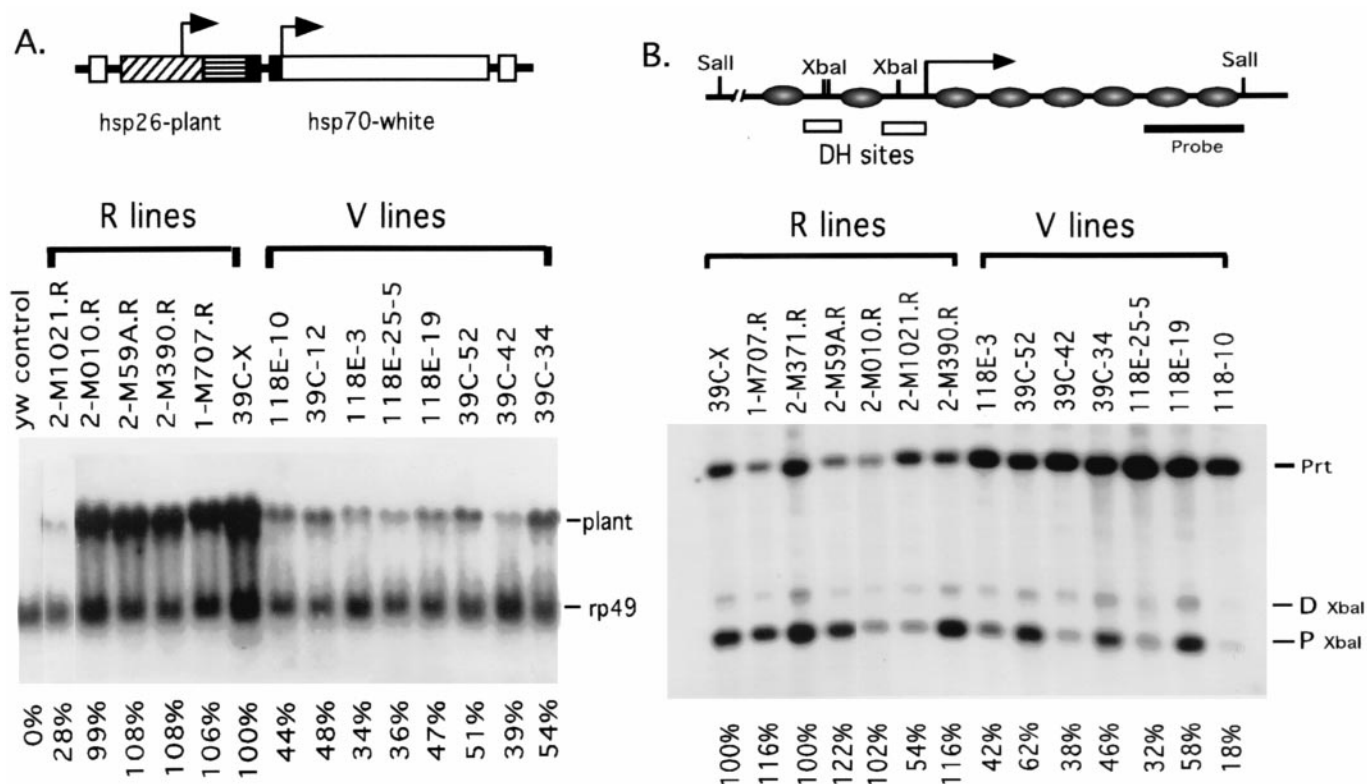 A.
hsp26-plant
hsp70-white
R lines
V lines
yw control
2-M1021.R
2-M010.R
2-M59A.R
2-M390.R
1-M707.R
39C-X
118E-10
39C-12
118E-3
118E-25-5
118E-19
39C-52
39C-42
39C-34
plant
rp49
0%
28%
99%
108%
108%
106%
100%
44%
48%
34%
36%
47%
51%
39%
54%
B.
SalI
XbaI
XbaI
SalI
DH sites
Probe
R lines
V lines
39C-X
1-M707.R
2-M371.R
2-M59A.R
2-M010.R
2-M1021.R
2-M390.R
118E-3
39C-52
39C-42
39C-34
118E-25-5
118E-19
118-10
Prt
D XbaI
P XbaI
100%
116%
100%
122%
102%
54%
116%
42%
62%
38%
46%
32%
58%
18%